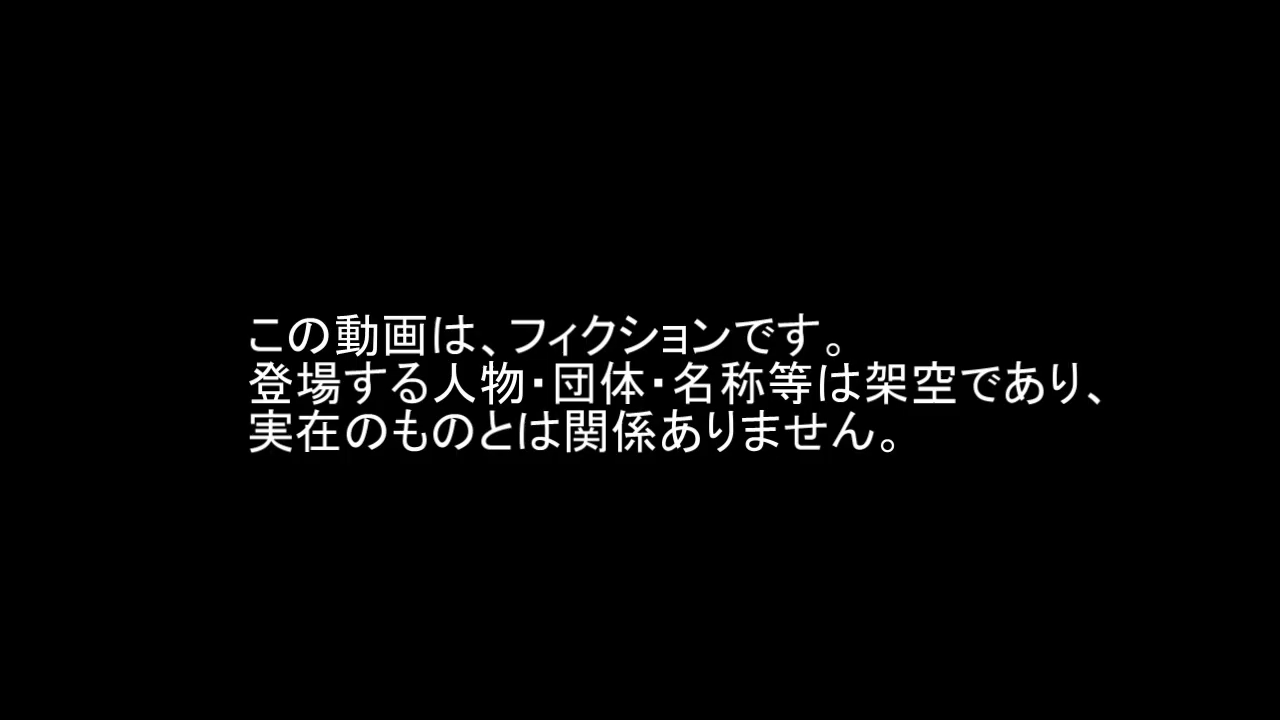 この動画は、フィクションです。
登場する人物・団体・名称等は架空であり、
実在のものとは関係ありません。